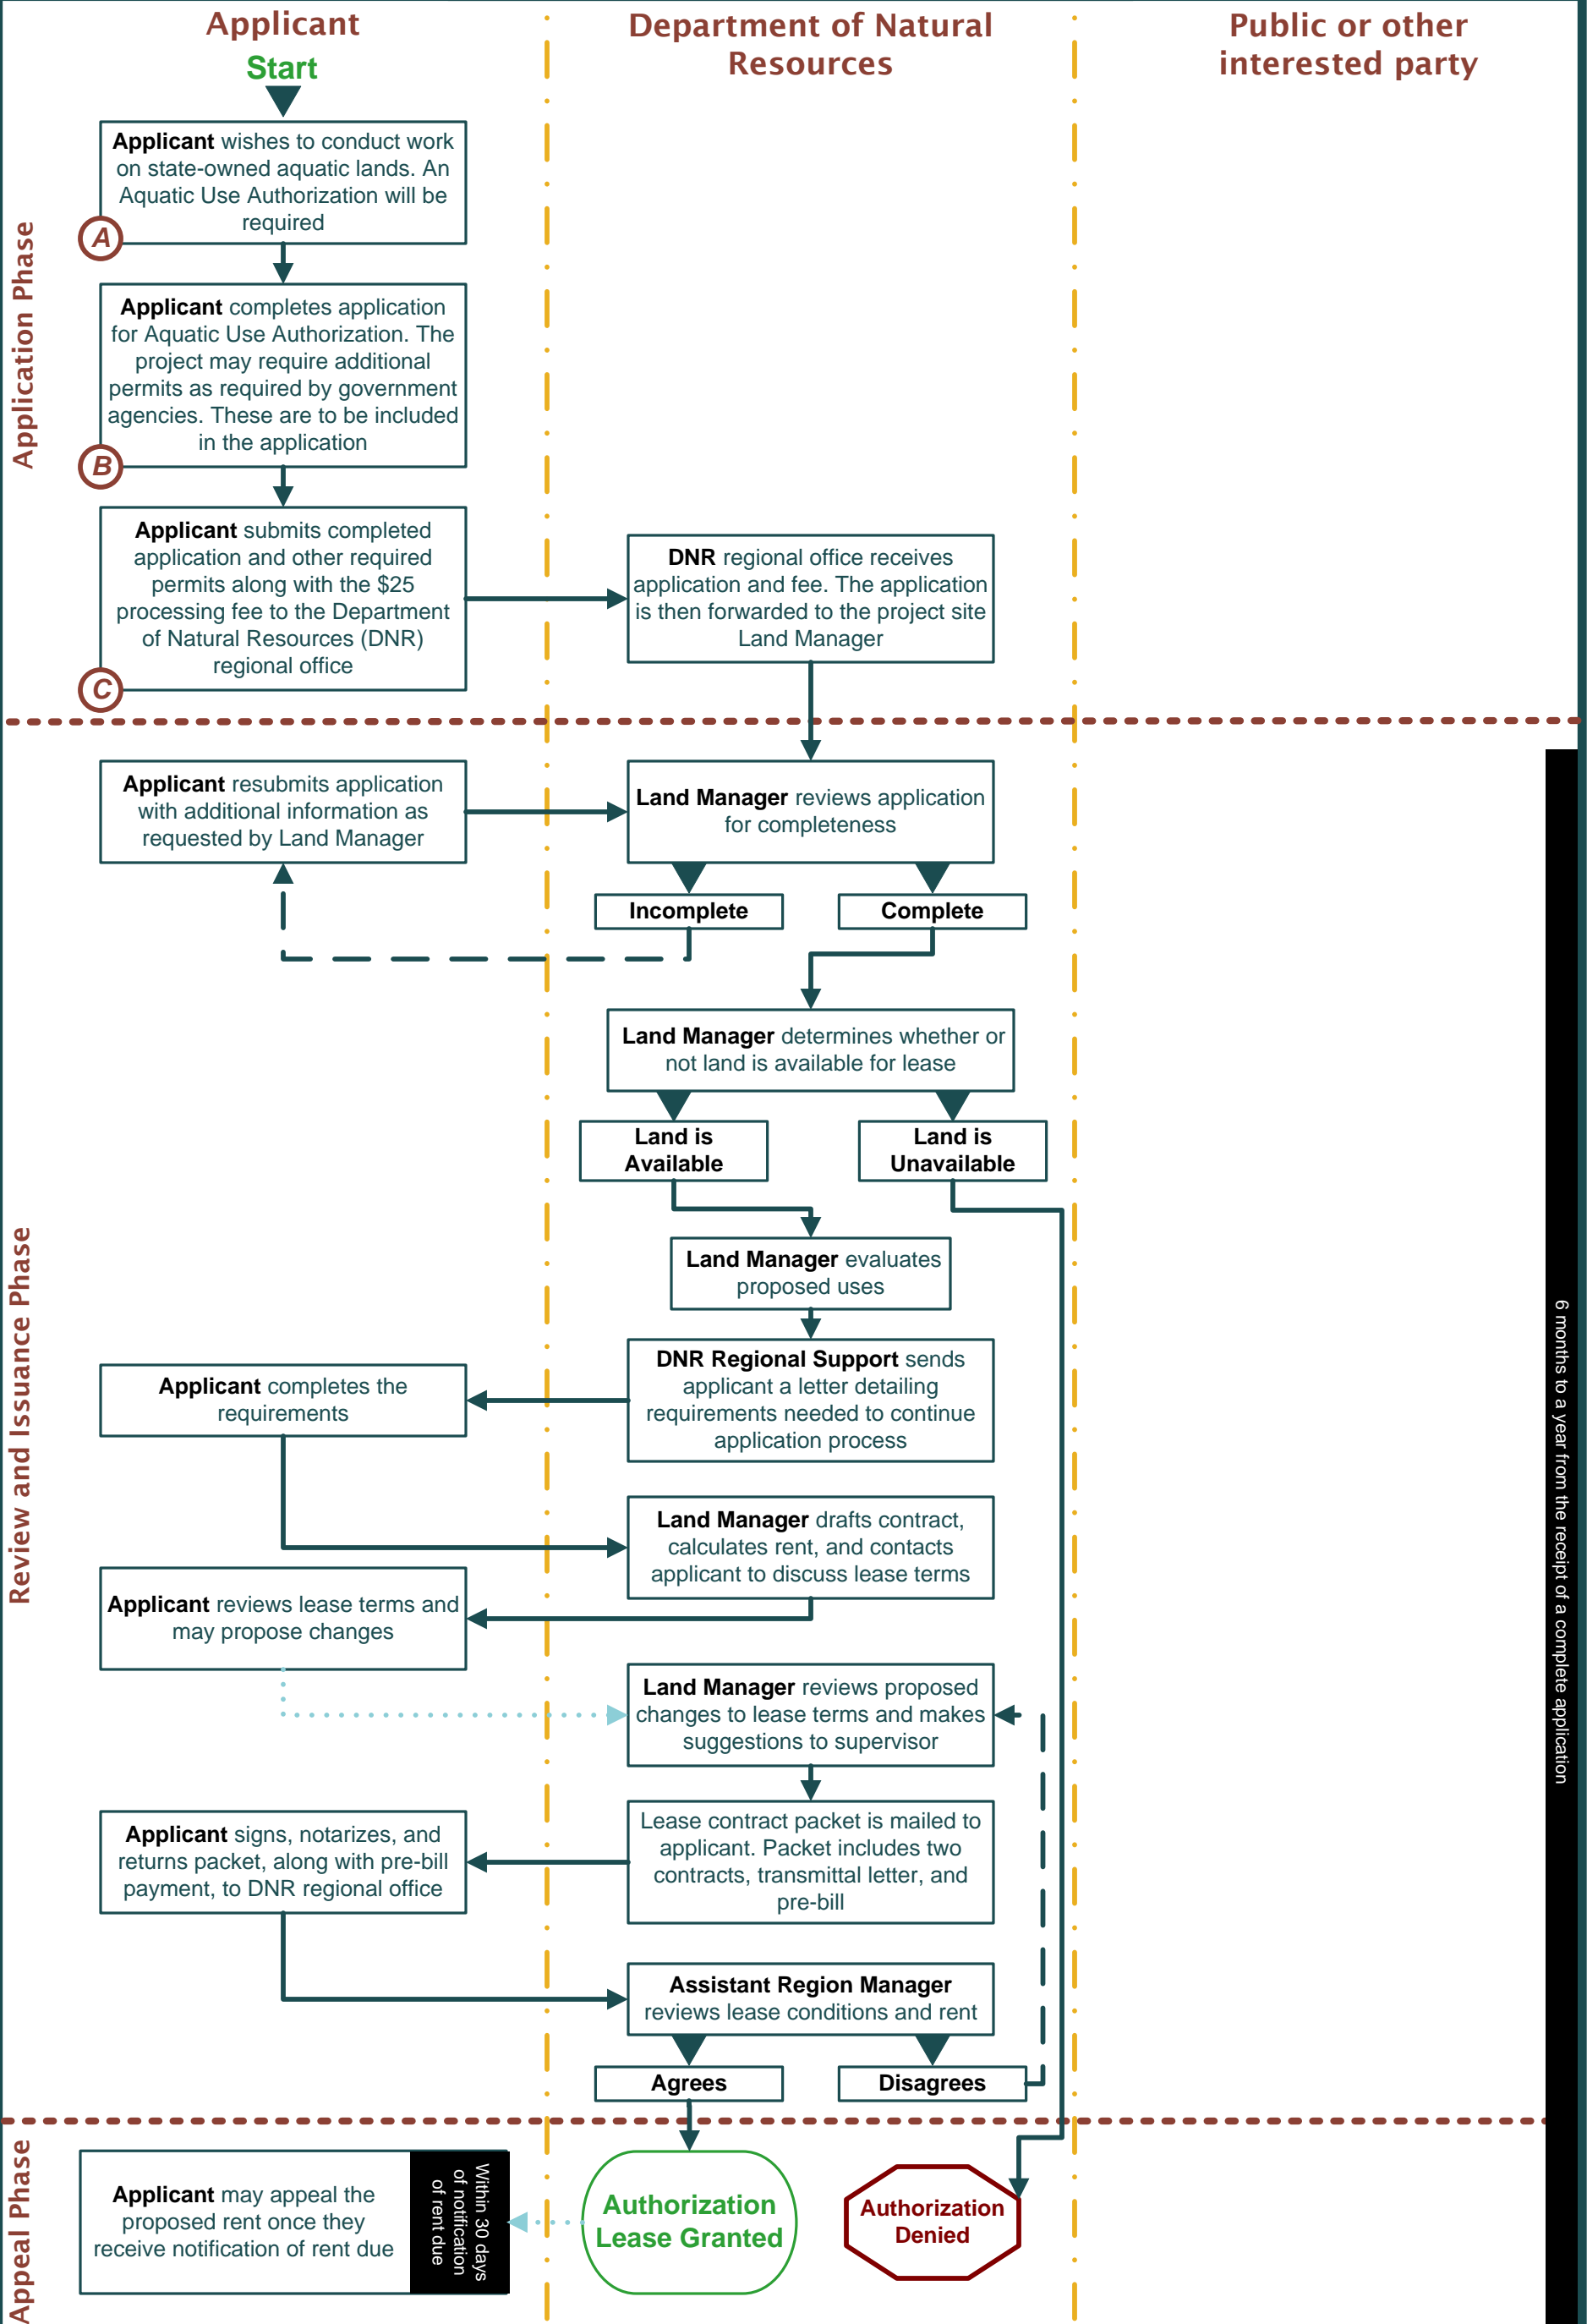 Applicant
Department of Natural
Resources
Public or other
interested party
Start
Application Phase
Applicant wishes to conduct work
on state-owned aquatic lands. An
Aquatic Use Authorization will be
required
A
Applicant completes application
for Aquatic Use Authorization. The
project may require additional
permits as required by government
agencies. These are to be included
in the application
B
Applicant submits completed
application and other required
permits along with the $25
processing fee to the Department
of Natural Resources (DNR)
regional office
C
DNR regional office receives
application and fee. The application
is then forwarded to the project site
Land Manager
Review and Issuance Phase
Applicant resubmits application
with additional information as
requested by Land Manager
Land Manager reviews application
for completeness
Incomplete
Complete
Land Manager determines whether or
not land is available for lease
Land is
Available
Land is
Unavailable
Land Manager evaluates
proposed uses
DNR Regional Support sends
applicant a letter detailing
requirements needed to continue
application process
Applicant completes the
requirements
Land Manager drafts contract,
calculates rent, and contacts
applicant to discuss lease terms
Applicant reviews lease terms and
may propose changes
Land Manager reviews proposed
changes to lease terms and makes
suggestions to supervisor
Lease contract packet is mailed to
applicant. Packet includes two
contracts, transmittal letter, and
pre-bill
Applicant signs, notarizes, and
returns packet, along with pre-bill
payment, to DNR regional office
Assistant Region Manager
reviews lease conditions and rent
Agrees
Disagrees
6 months to a year from the receipt of a complete application
Appeal Phase
Applicant may appeal the
proposed rent once they
receive notification of rent due
Within 30 days
of notification
of rent due
Authorization
Lease Granted
Authorization
Denied